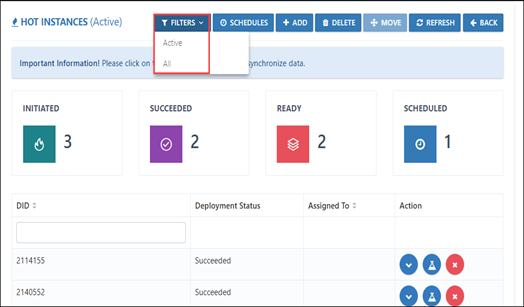 HOT INSTANCES (Active)
FILTERS
SCHEDULES
ADD
DELETE
MOVE
REFRESH
BACK
Active
All
Important Information! Please click on synchronize data.
INITIATED
3
SUCCEEDED
2
READY
2
SCHEDULED
1
DID
Deployment Status
Assigned To
Action
2114155
Succeeded
2140552
Succeeded